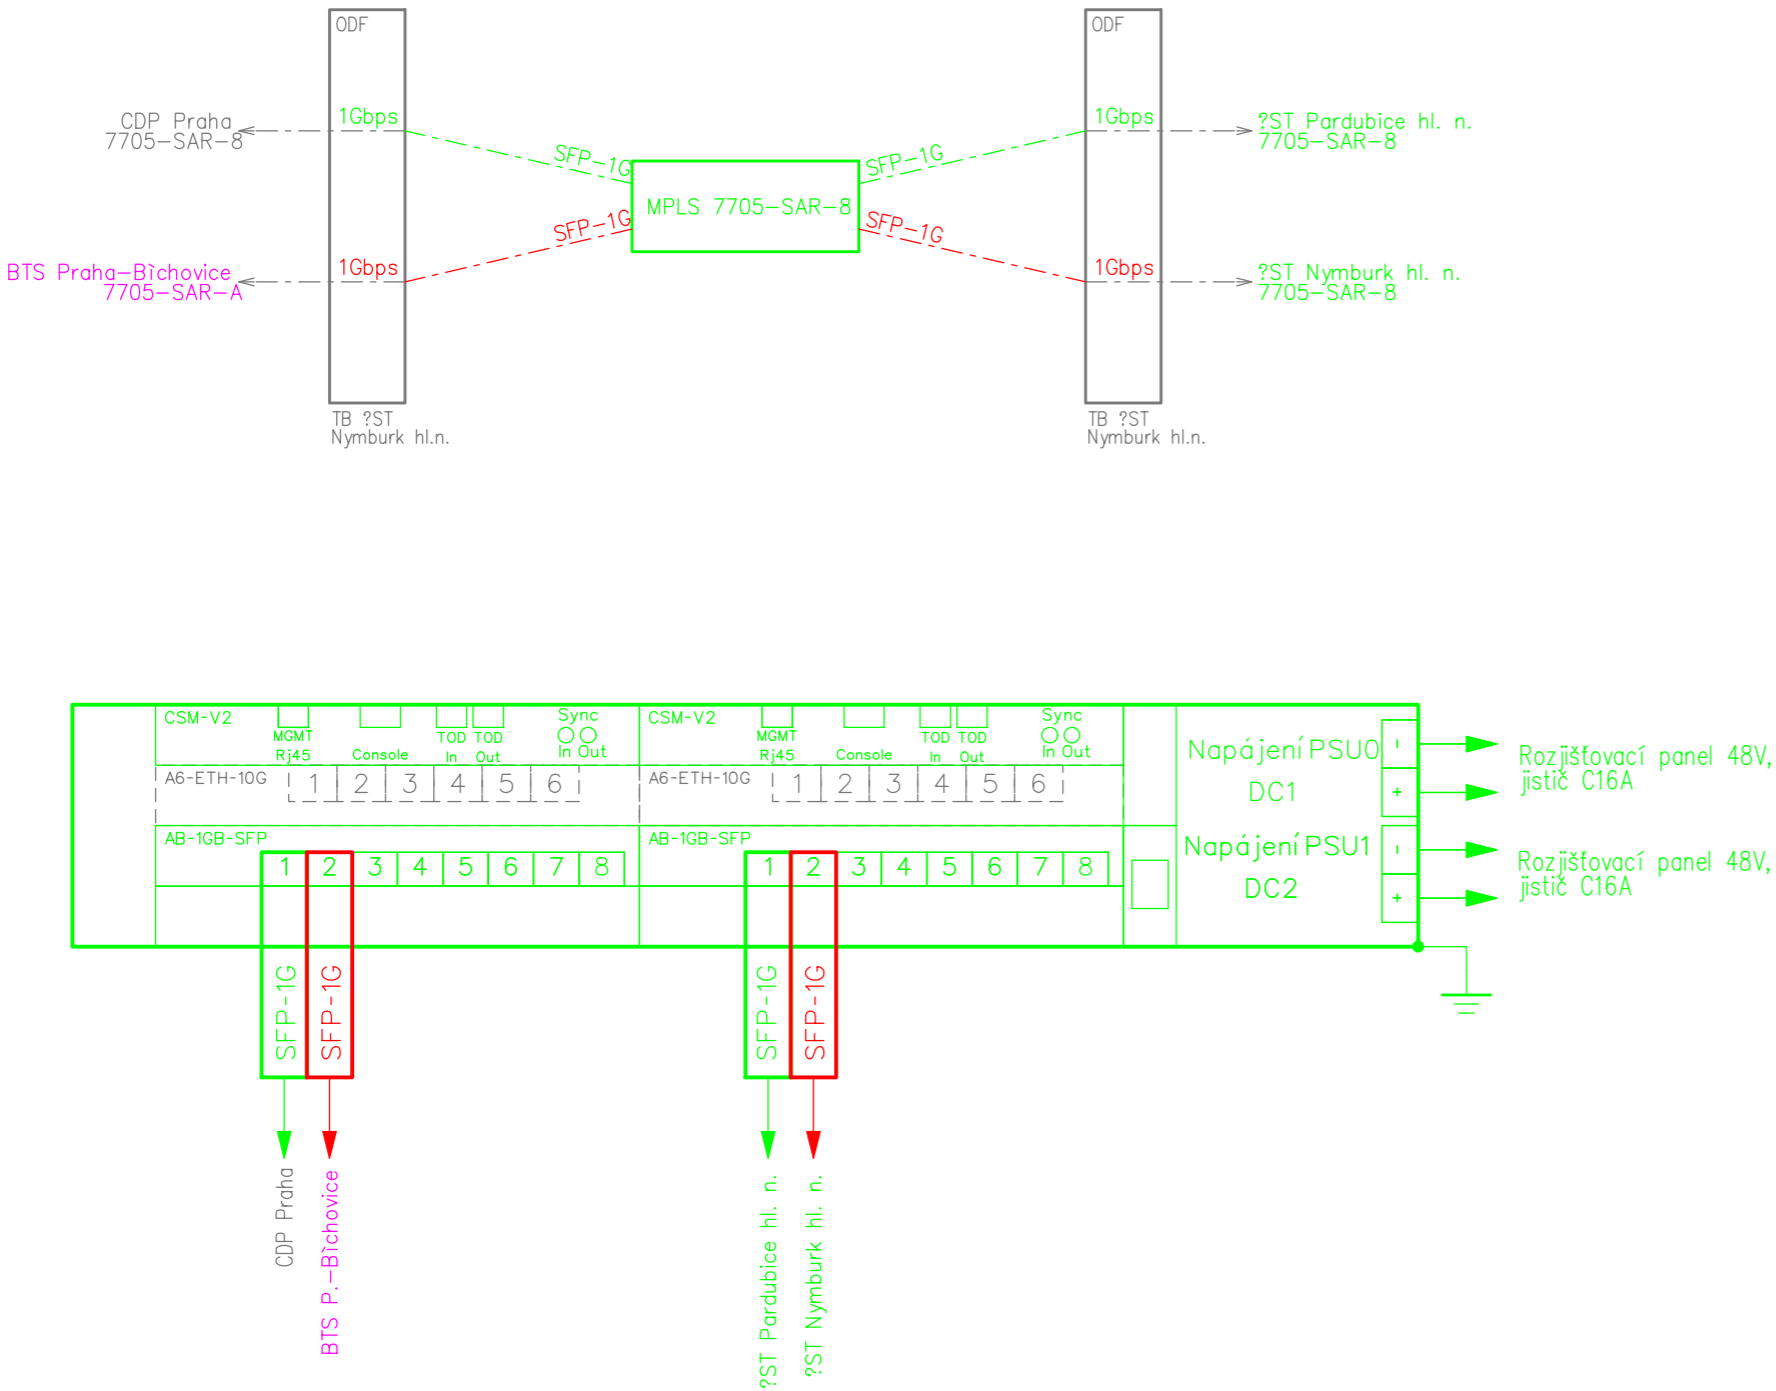 ODF
ODF
CDP Praha
7705-SAR-8
1Gbps
SFP-1G
SFP-1G
1Gbps
?ST Pardubice hl. n.
7705-SAR-8
MPLS 7705-SAR-8
BTS Praha-Bìchovice
7705-SAR-A
1Gbps
SFP-1G
SFP-1G
1Gbps
?ST Nymburk hl. n.
7705-SAR-8
TB ?ST
Nymburk hl.n.
TB ?ST
Nymburk hl.n.
CSM-V2
MGMT
Rj45
Console
TOD
In
TOD
Out
Sync
In Out
CSM-V2
MGMT
Rj45
Console
TOD
In
TOD
Out
Sync
In Out
A6-ETH-10G
1 2 3 4 5 6
A6-ETH-10G
1 2 3 4 5 6
AB-1GB-SFP
1 2 3 4 5 6 7 8
AB-1GB-SFP
1 2 3 4 5 6 7 8
Napájení PSU0
DC1
-
+
Rozjišťovací panel 48V,
jistič C16A
Napájení PSU1
DC2
-
+
Rozjišťovací panel 48V,
jistič C16A
SFP-1G
SFP-1G
SFP-1G
SFP-1G
CDP Praha
BTS P.-Bìchovice
?ST Pardubice hl. n.
?ST Nymburk hl. n.